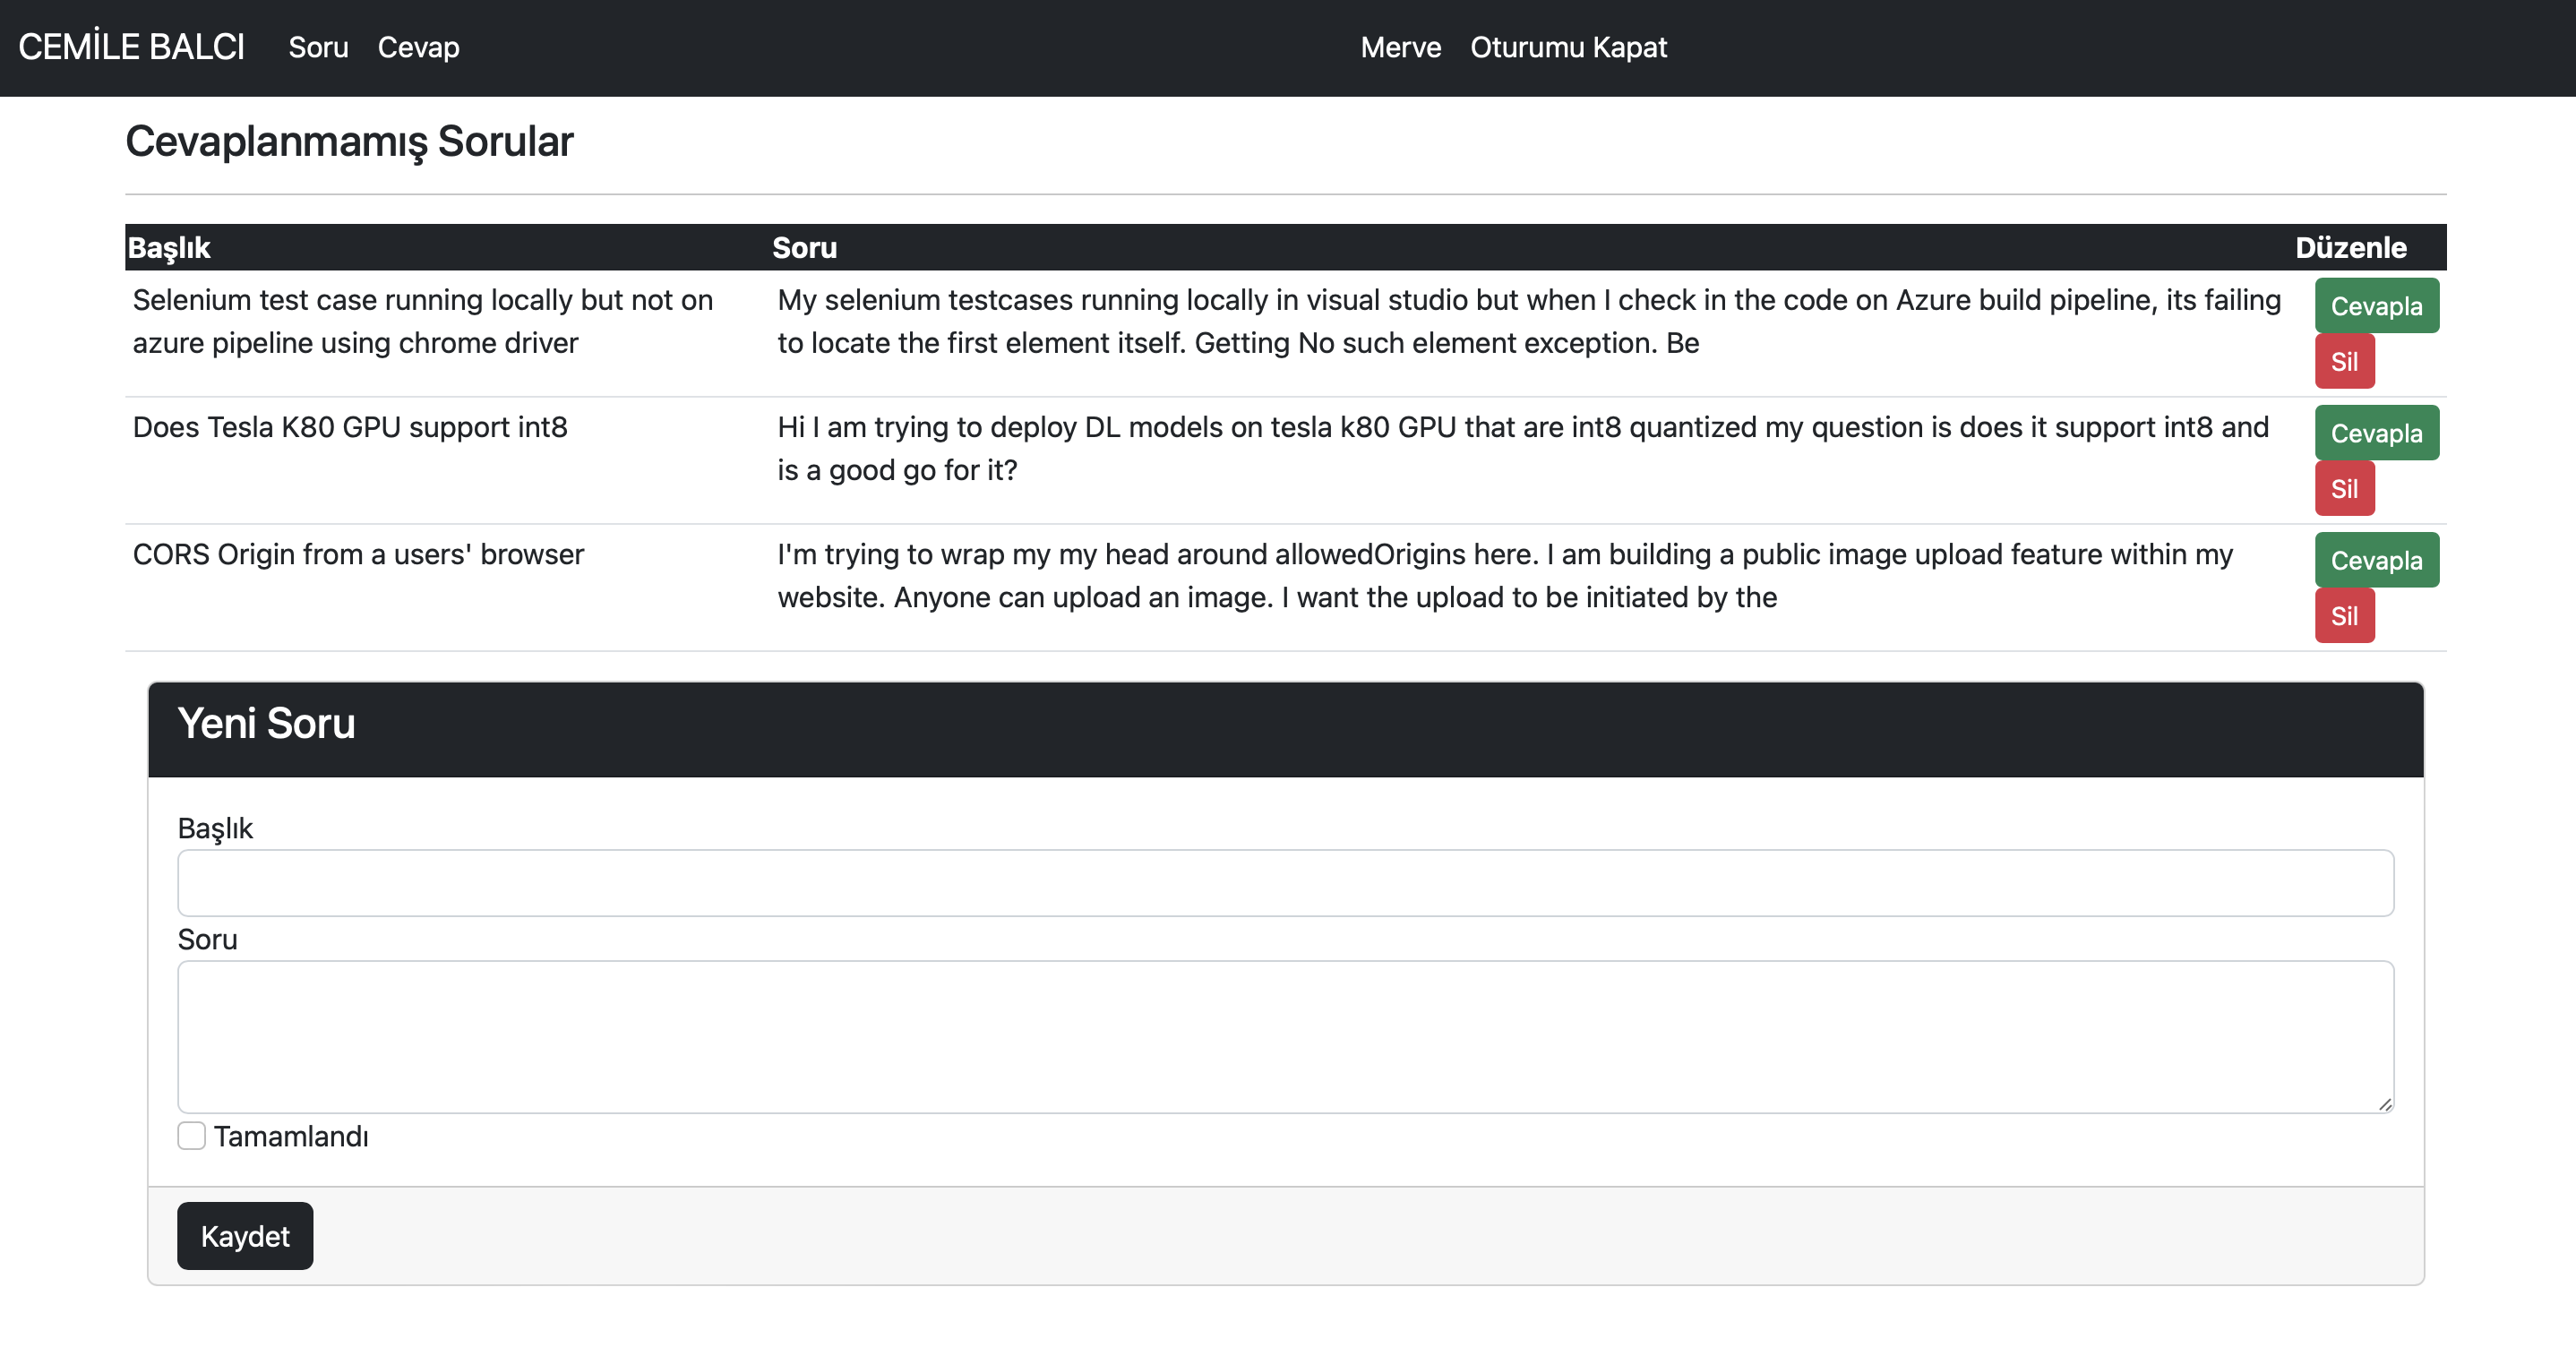 CEMİLE BALCI Soru Cevap Merve Oturumu Kapat
Cevaplanmamış Sorular
Başlık Soru Düzenle
Selenium test case running locally but not on
azure pipeline using chrome driver
My selenium testcases running locally in visual studio but when I check in the code on Azure build pipeline, its failing
to locate the first element itself. Getting No such element exception. Be
Cevapla
Sil
Does Tesla K80 GPU support int8
Hi I am trying to deploy DL models on tesla k80 GPU that are int8 quantized my question is does it support int8 and
is a good go for it?
Cevapla
Sil
CORS Origin from a users' browser
I'm trying to wrap my my head around allowedOrigins here. I am building a public image upload feature within my
website. Anyone can upload an image. I want the upload to be initiated by the
Cevapla
Sil
Yeni Soru
Başlık
Soru
Tamamlandı
Kaydet